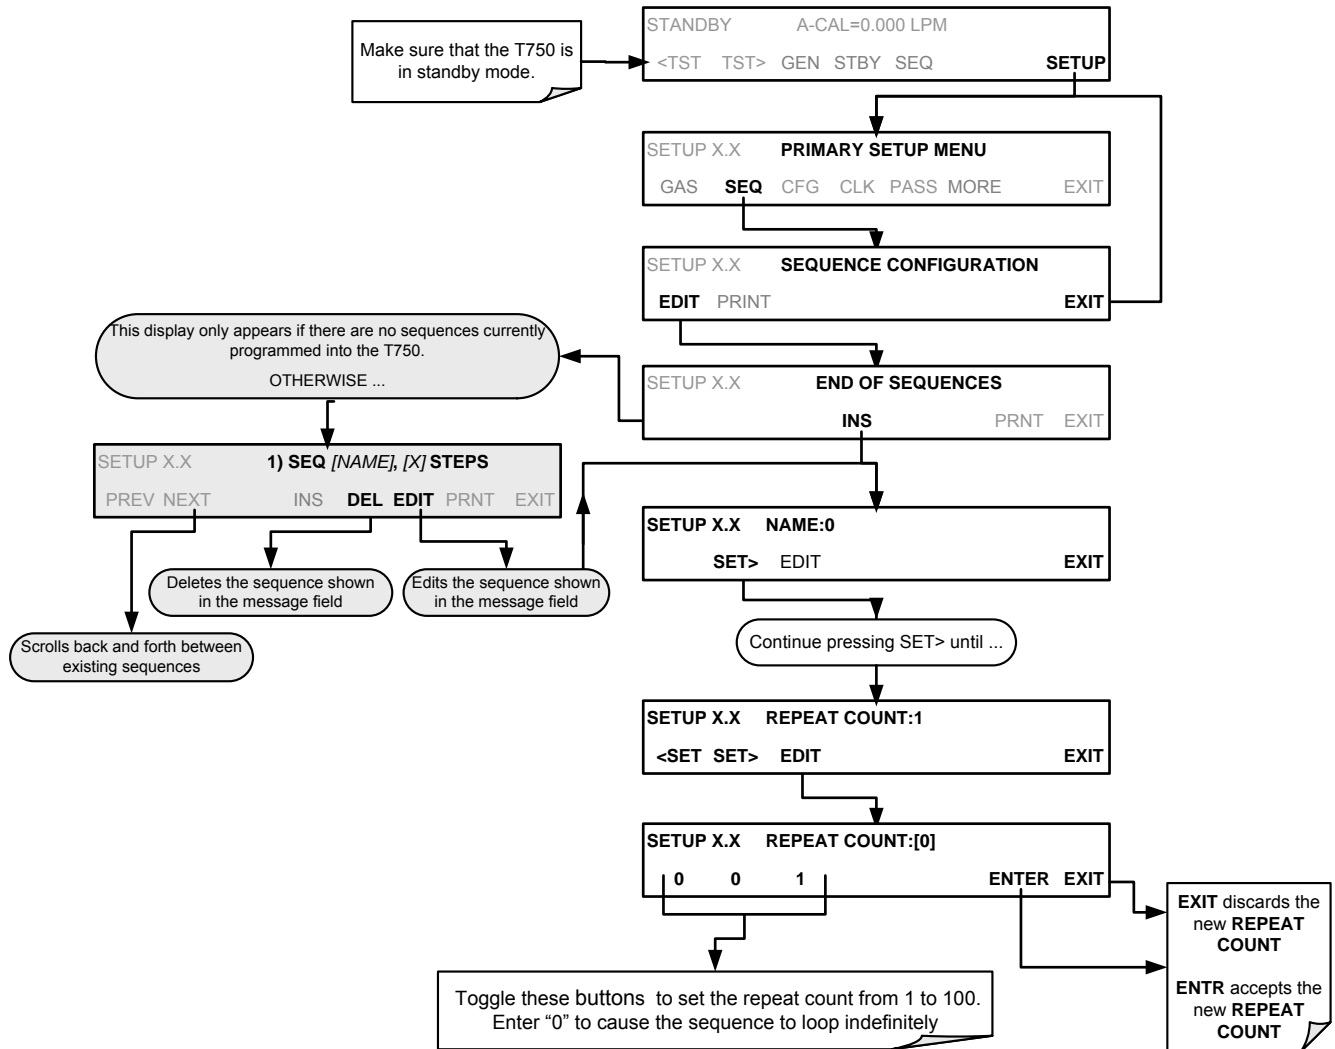 Make sure that the T750 is
in standby mode.
STANDBY A-CAL=0.000 LPM
<TST TST> GEN STBY SEQ SETUP
SETUP X.X PRIMARY SETUP MENU
GAS SEQ CFG CLK PASS MORE EXIT
SETUP X.X SEQUENCE CONFIGURATION
EDIT PRINT EXIT
This display only appears if there are no sequences currently
programmed into the T750.
OTHERWISE ...
SETUP X.X END OF SEQUENCES
INS PRNT EXIT
SETUP X.X 1) SEQ [NAME], [X] STEPS
PREV NEXT INS DEL EDIT PRNT EXIT
Deletes the sequence shown
in the message field
Edits the sequence shown
in the message field
Scrolls back and forth between
existing sequences
SETUP X.X NAME:0
SET> EDIT EXIT
Continue pressing SET> until ...
SETUP X.X REPEAT COUNT:1
<SET SET> EDIT EXIT
SETUP X.X REPEAT COUNT:[0]
0 0 1 ENTER EXIT
EXIT discards the
new REPEAT
COUNT
ENTR accepts the
new REPEAT
COUNT
Toggle these buttons to set the repeat count from 1 to 100.
Enter “0” to cause the sequence to loop indefinitely